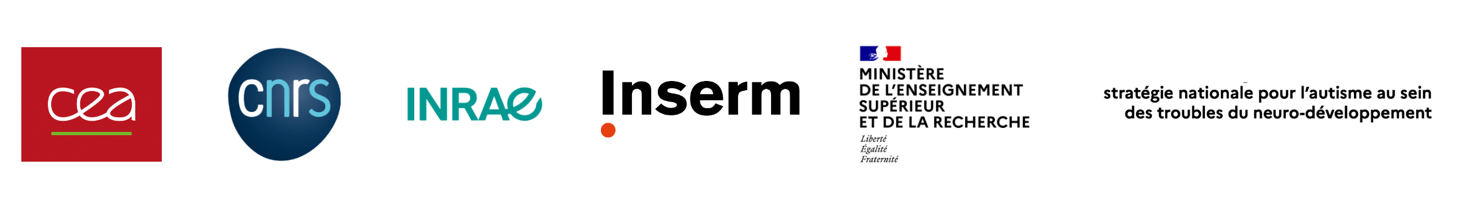 cea
cnrs
INRAE
Inserm
MINISTÈRE
DE L'ENSEIGNEMENT
SUPÉRIEUR
ET DE LA RECHERCHE
Liberté
Égalité
Fraternité
stratégie nationale pour l'autisme au sein
des troubles du neuro-développement